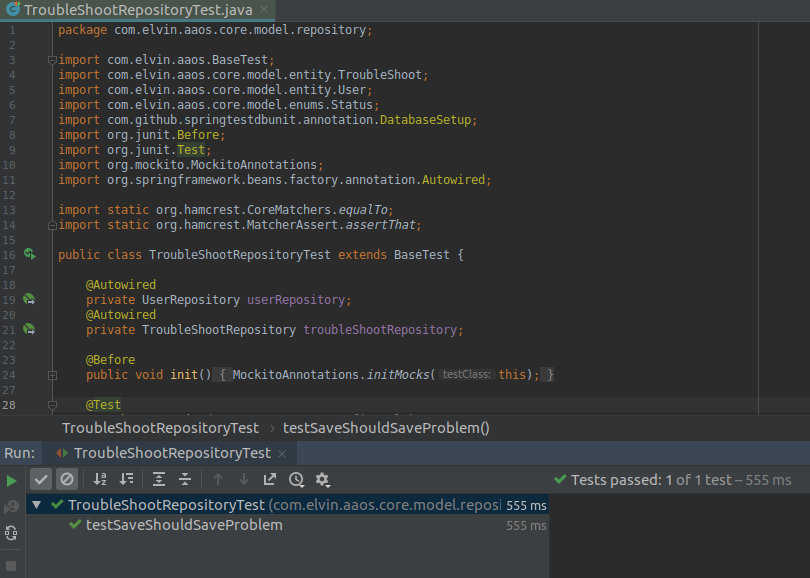 TroubleShootRepositoryTest.java
1 package com.elvin.aaos.core.model.repository;
2
3 import com.elvin.aaos.BaseTest;
4 import com.elvin.aaos.core.model.entity.TroubleShoot;
5 import com.elvin.aaos.core.model.entity.User;
6 import com.elvin.aaos.core.model.enums.Status;
7 import com.github.springtestdbunit.annotation.DatabaseSetup;
8 import org.junit.Before;
9 import org.junit.Test;
10 import org.mockito.MockitoAnnotations;
11 import org.springframework.beans.factory.annotation.Autowired;
12
13 import static org.hamcrest.CoreMatchers.equalTo;
14 import static org.hamcrest.MatcherAssert.assertThat;
15
16 public class TroubleShootRepositoryTest extends BaseTest {
17
18 @Autowired
19 private UserRepository userRepository;
20 @Autowired
21 private TroubleShootRepository troubleShootRepository;
22
23 @Before
24 public void init() { MockitoAnnotations.initMocks( testClass: this); }
27
28 @Test
TroubleShootRepositoryTest › testSaveShouldSaveProblem()
Run: TroubleShootRepositoryTest
Tests passed: 1 of 1 test – 555 ms
TroubleShootRepositoryTest (com.elvin.aaos.core.model.reposi 555 ms
testSaveShouldSaveProblem 555 ms